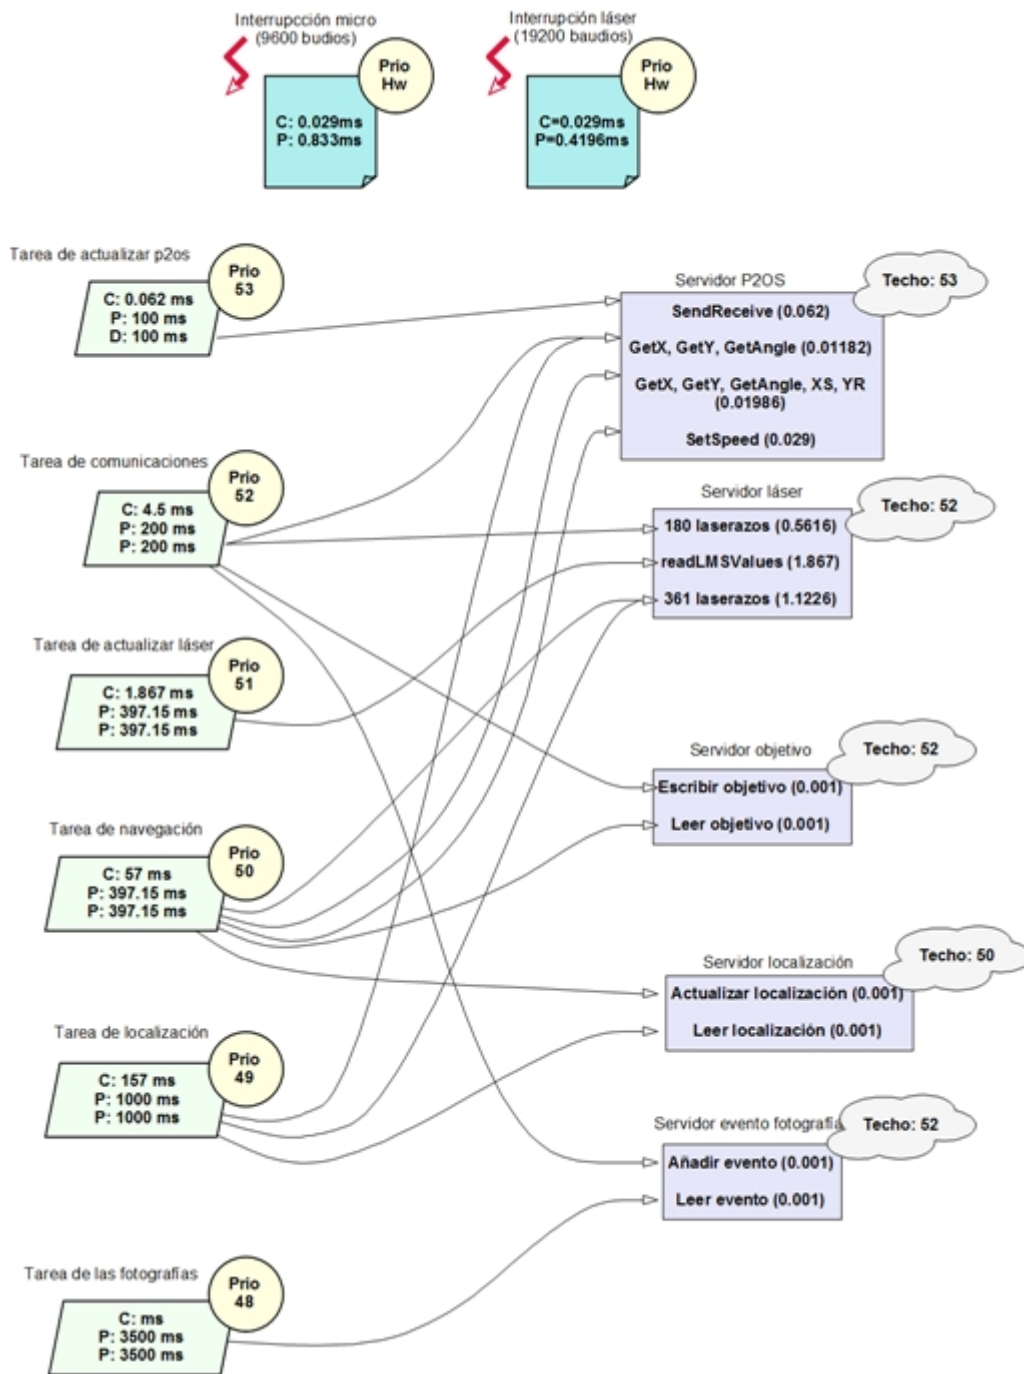 Interrupcción micro
(9600 budios)
Prio
Hw
C: 0.029ms
P: 0.833ms
Interrupción láser
(19200 baudios)
Prio
Hw
C=0.029ms
P=0.4196ms
Tarea de actualizar p2os
Prio
53
C: 0.062 ms
P: 100 ms
D: 100 ms
Servidor P2OS
Techo: 53
SendReceive (0.062)
GetX, GetY, GetAngle (0.01182)
GetX, GetY, GetAngle, XS, YR
(0.01986)
SetSpeed (0.029)
Tarea de comunicaciones
Prio
52
C: 4.5 ms
P: 200 ms
P: 200 ms
Servidor láser
Techo: 52
180 laserazos (0.5616)
readLMSValues (1.867)
361 laserazos (1.1226)
Tarea de actualizar láser
Prio
51
C: 1.867 ms
P: 397.15 ms
P: 397.15 ms
Servidor objetivo
Techo: 52
Escribir objetivo (0.001)
Leer objetivo (0.001)
Tarea de navegación
Prio
50
C: 57 ms
P: 397.15 ms
P: 397.15 ms
Servidor localización
Techo: 50
Actualizar localización (0.001)
Leer localización (0.001)
Tarea de localización
Prio
49
C: 157 ms
P: 1000 ms
P: 1000 ms
Servidor evento fotografía
Techo: 52
Añadir evento (0.001)
Leer evento (0.001)
Tarea de las fotografías
Prio
48
C: ms
P: 3500 ms
P: 3500 ms